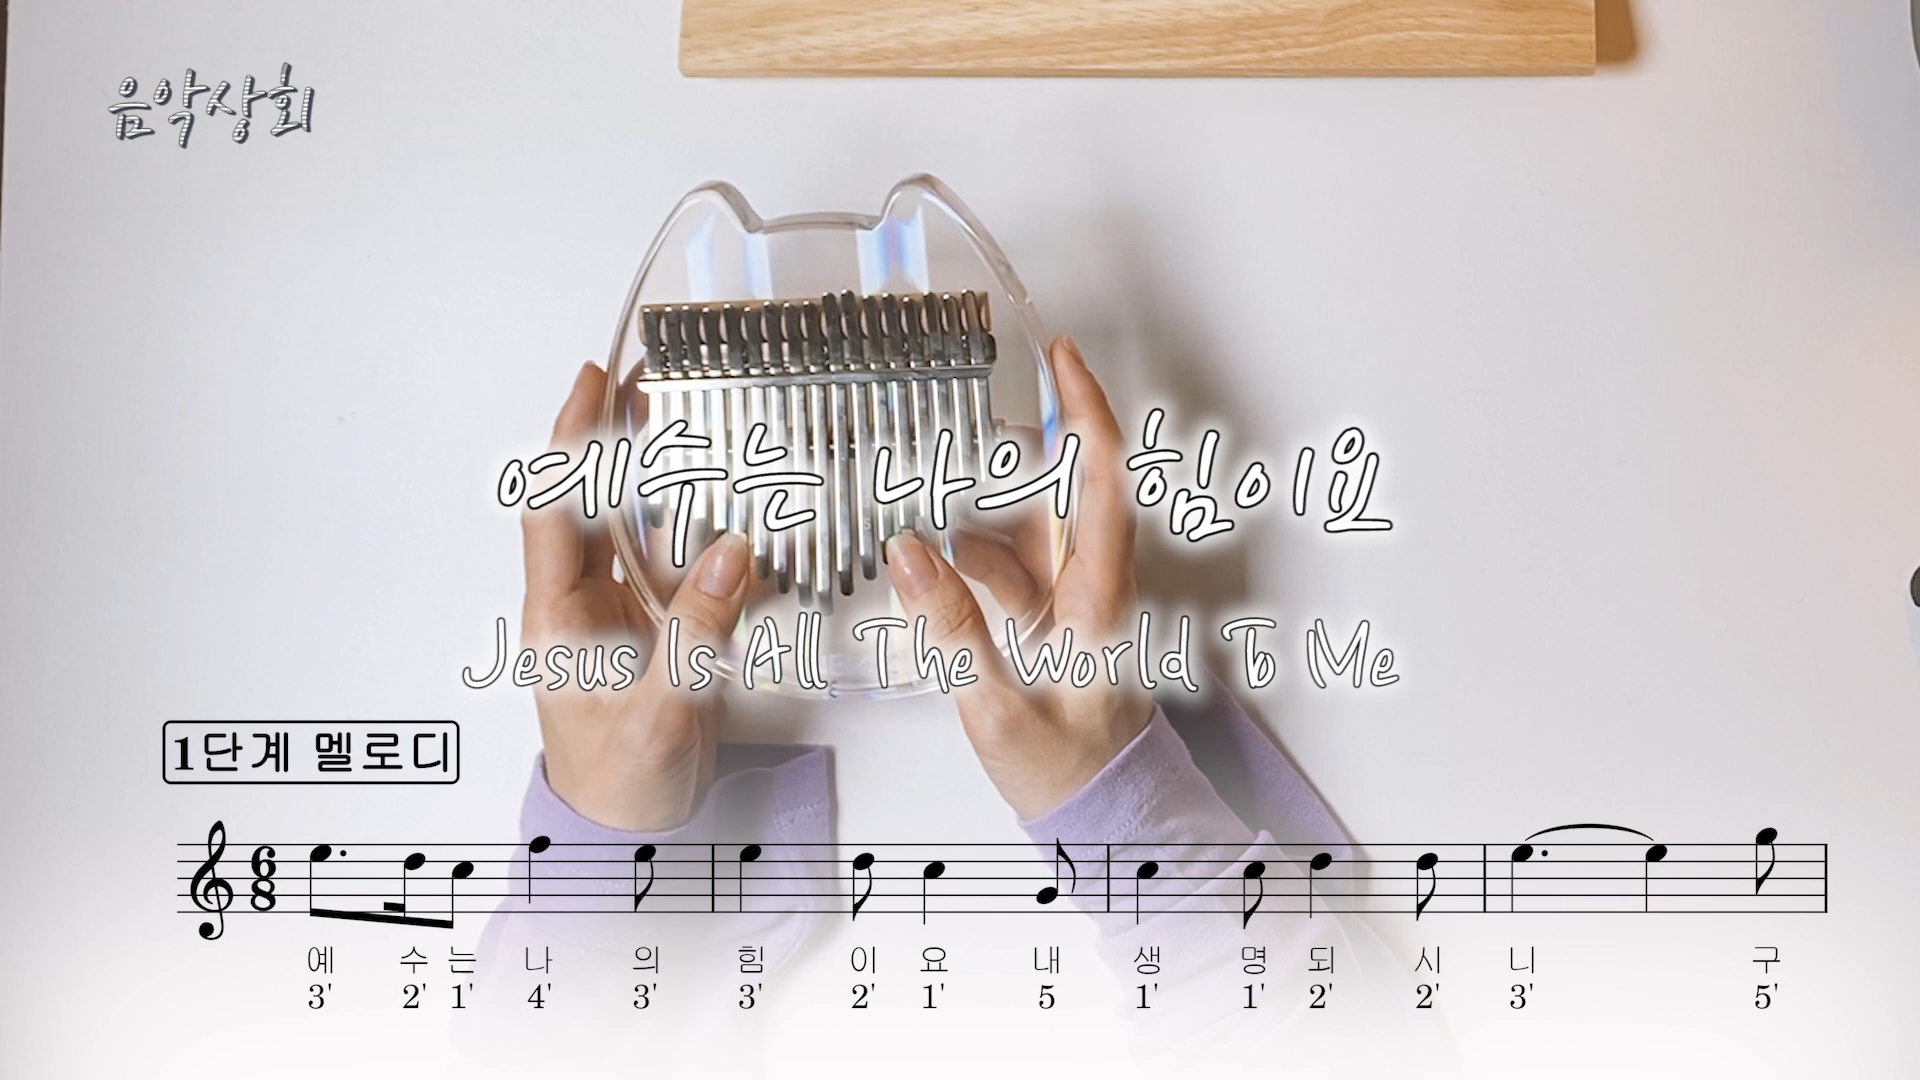 음악상회
예수는 나의 힘이요
Jesus Is All The World To Me
1단계 멜로디
6
8
예 수 는 나 의 힘 이 요 내 생 명 되 시 니 구
3' 2' 1' 4' 3' 3' 2' 1' 5 1' 1' 2' 2' 3' 5'